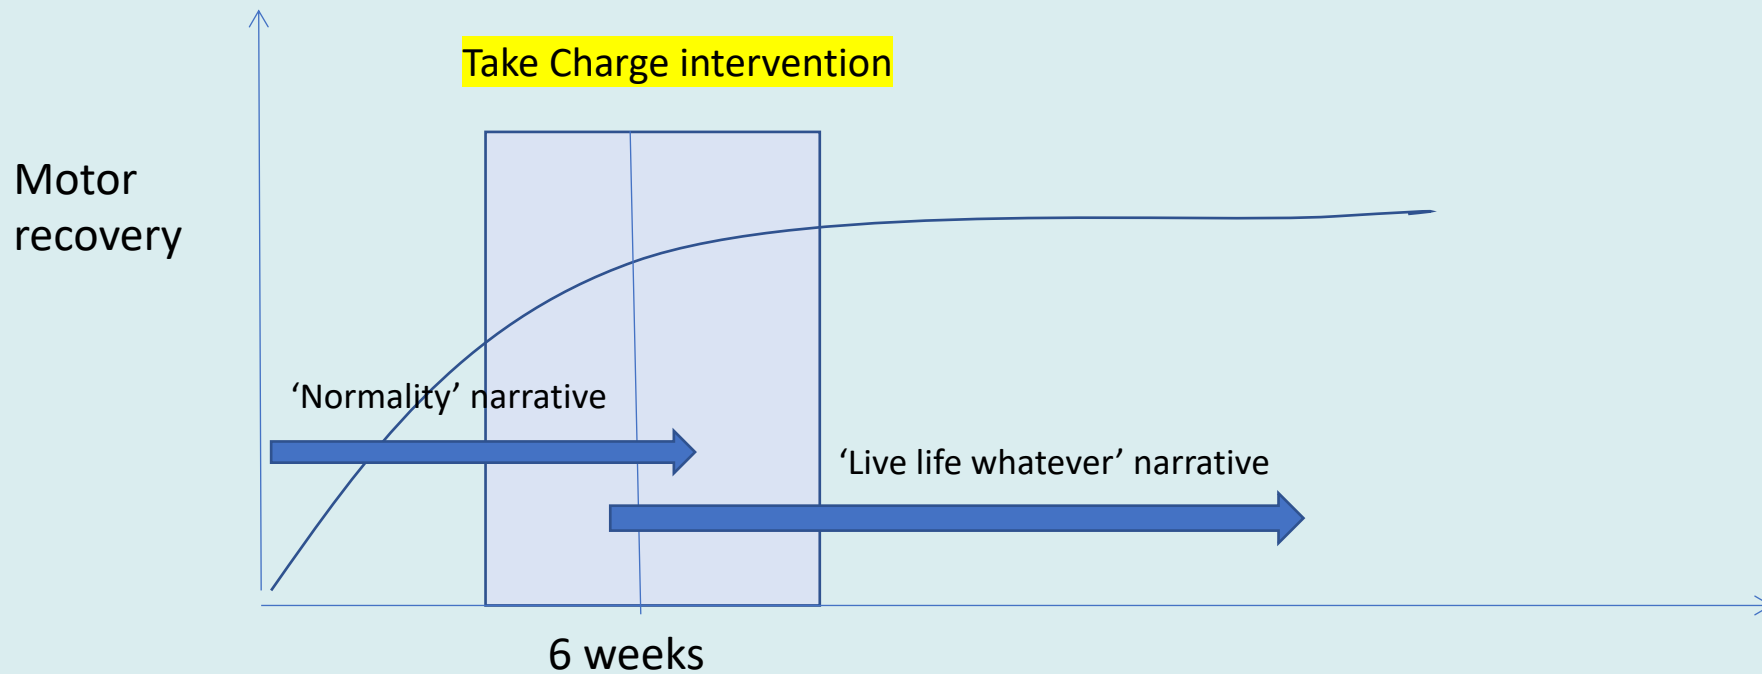 Take Charge intervention
Motor
recovery
‘Normality’ narrative
‘Live life whatever’ narrative
6 weeks